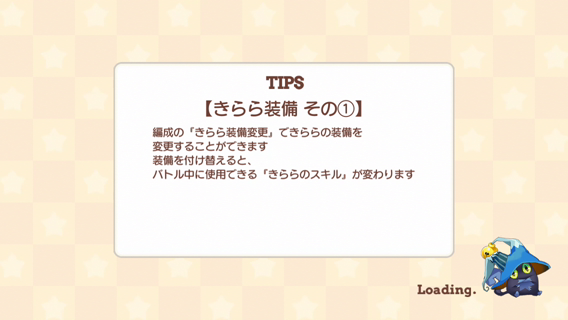 TIPS
【きらら装備 その①】
編成の「きらら装備変更」できららの装備を
変更することができます
装備を付け替えると、
バトル中に使用できる「きららのスキル」が変わります
Loading.